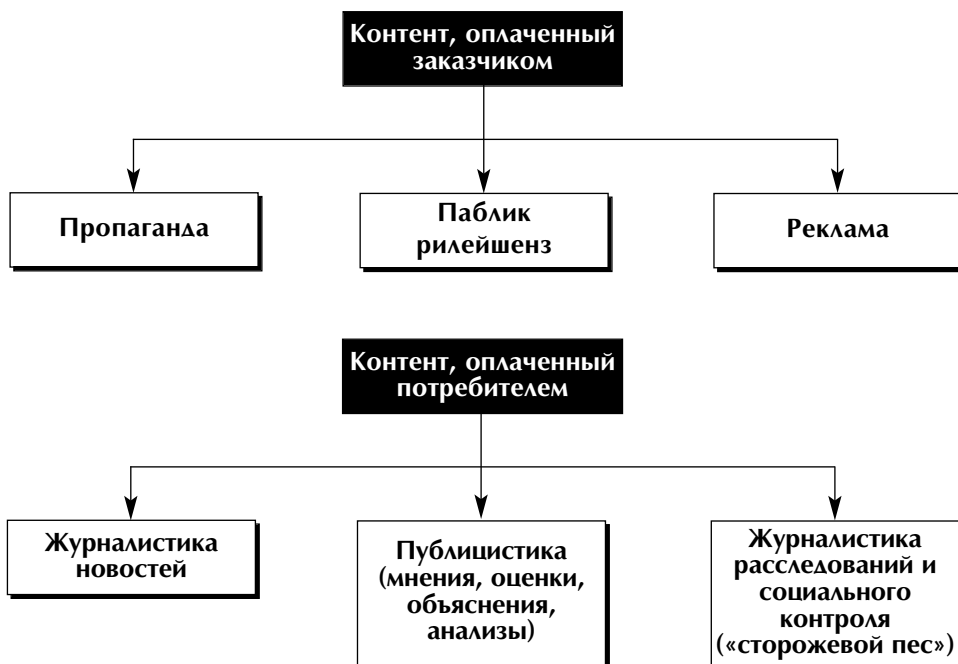 Контент, оплаченный
заказчиком
Пропаганда
Паблик
рилейшенз
Реклама
Контент, оплаченный
потребителем
Журналистика
новостей
Публицистика
(мнения, оценки,
объяснения,
анализы)
Журналистика
расследований и
социального
контроля
(«сторожевой пес»)